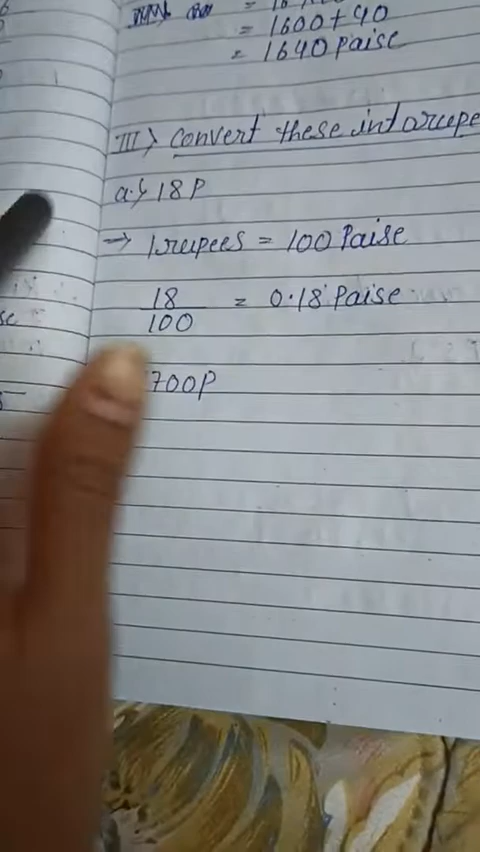 = 1600+40
= 1640 Paise
III> convert these into rupe
a.> 18 P
→ 1 rupees = 100 Paise
18/100 = 0.18 Paise
700P